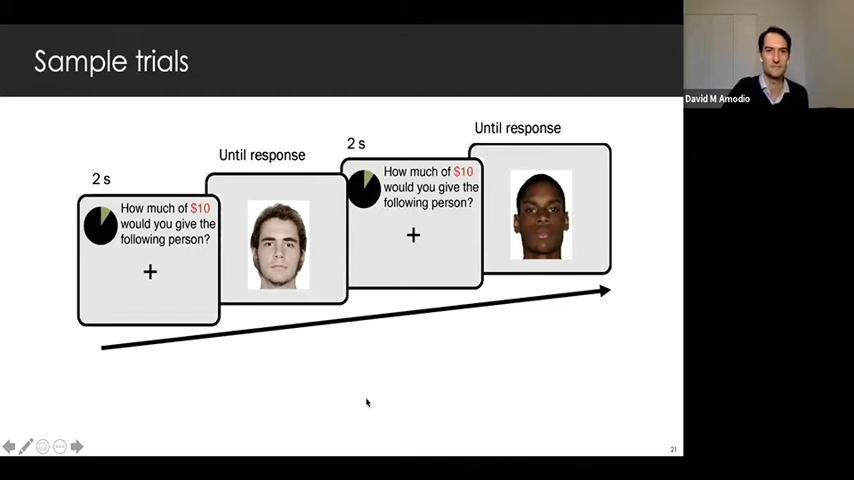 Sample trials
David M Amodio
2 s
How much of $10
would you give the
following person?
+
Until response
2 s
How much of $10
would you give the
following person?
+
Until response
21